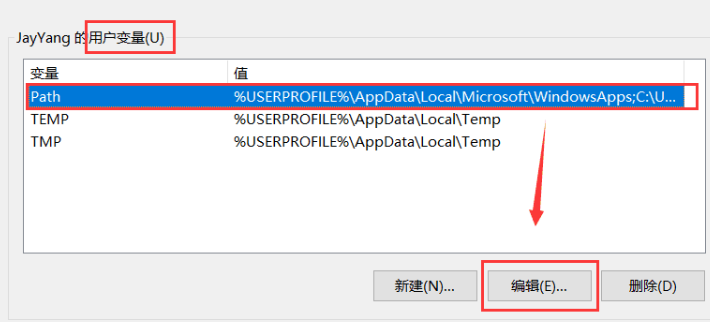 JayYang 的用户变量(U)
变量 值
Path %USERPROFILE%\AppData\Local\Microsoft\WindowsApps;C:\U...
TEMP %USERPROFILE%\AppData\Local\Temp
TMP %USERPROFILE%\AppData\Local\Temp
新建(N)... 编辑(E)... 删除(D)